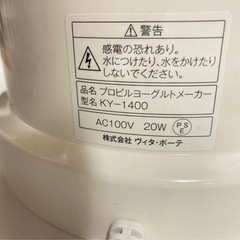 警告
感電の恐れあり。
水につけたり、水をかけたり
しないでください。
品名 プロビルヨーグルトメーカー
型名 KY-1400
AC100V 20W PSE
株式会社 ヴィタ・ボーテ